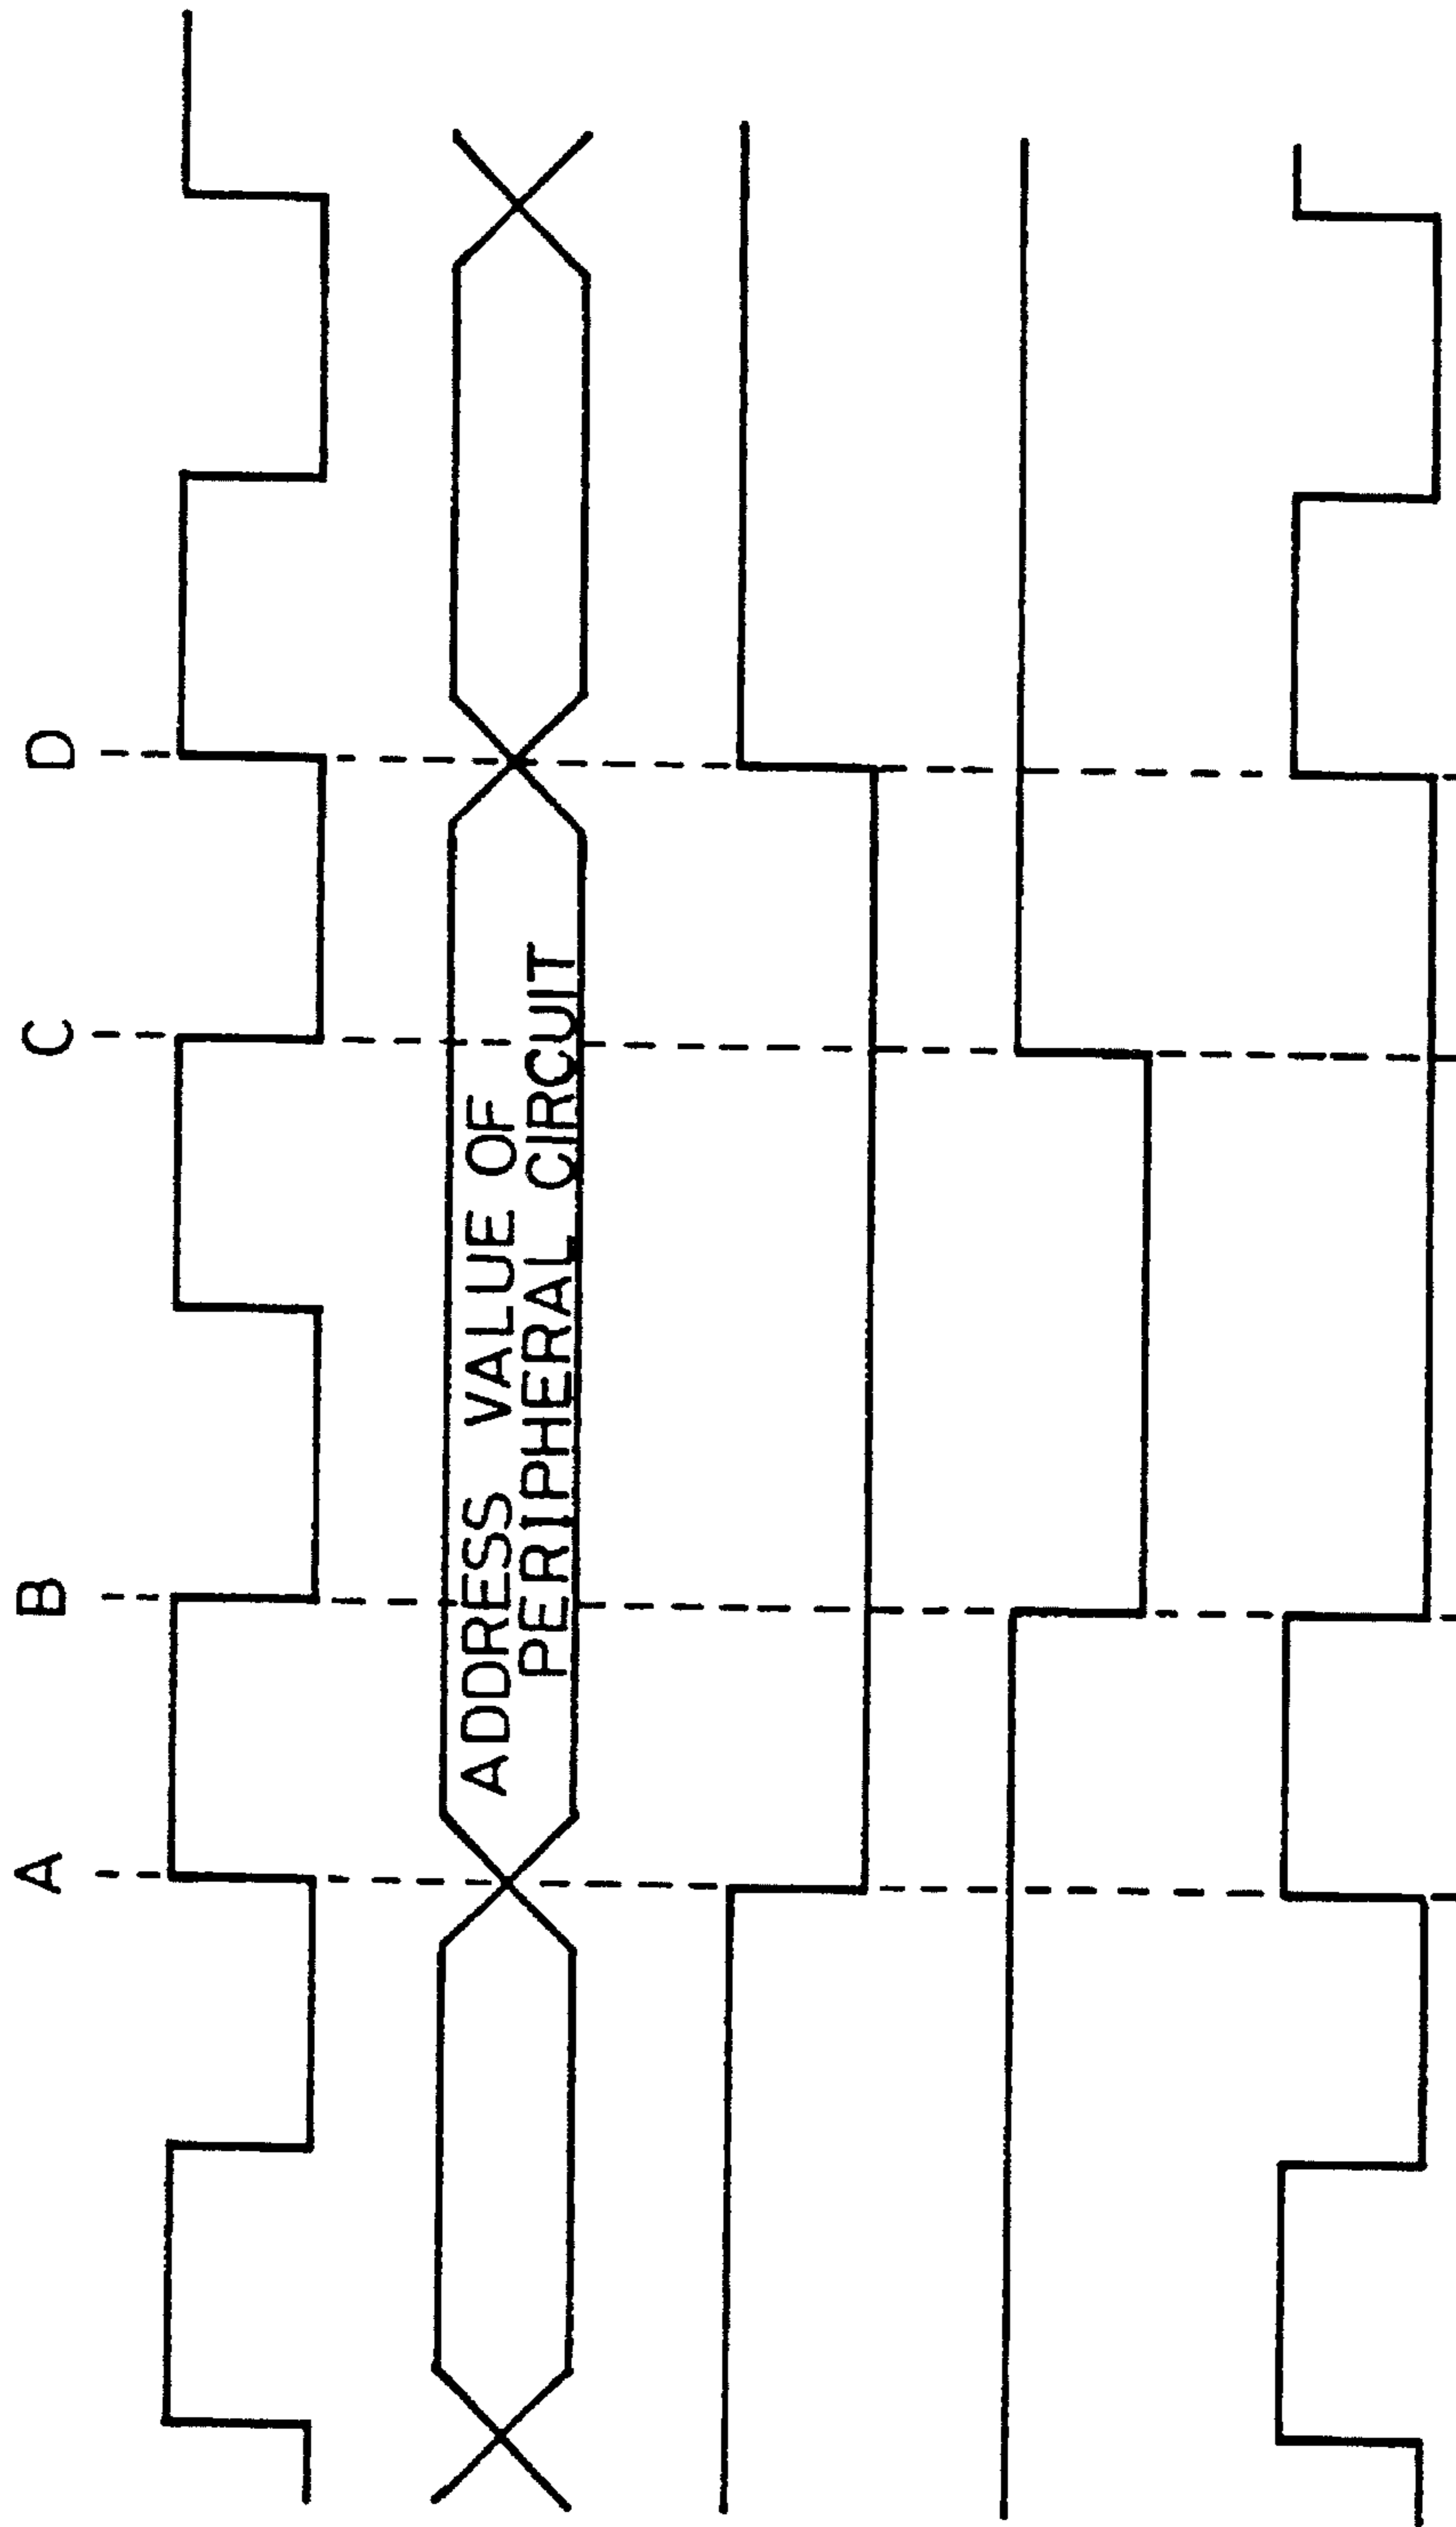 A
B
C
D
ADDRESS VALUE OF
PERIPHERAL CIRCUIT